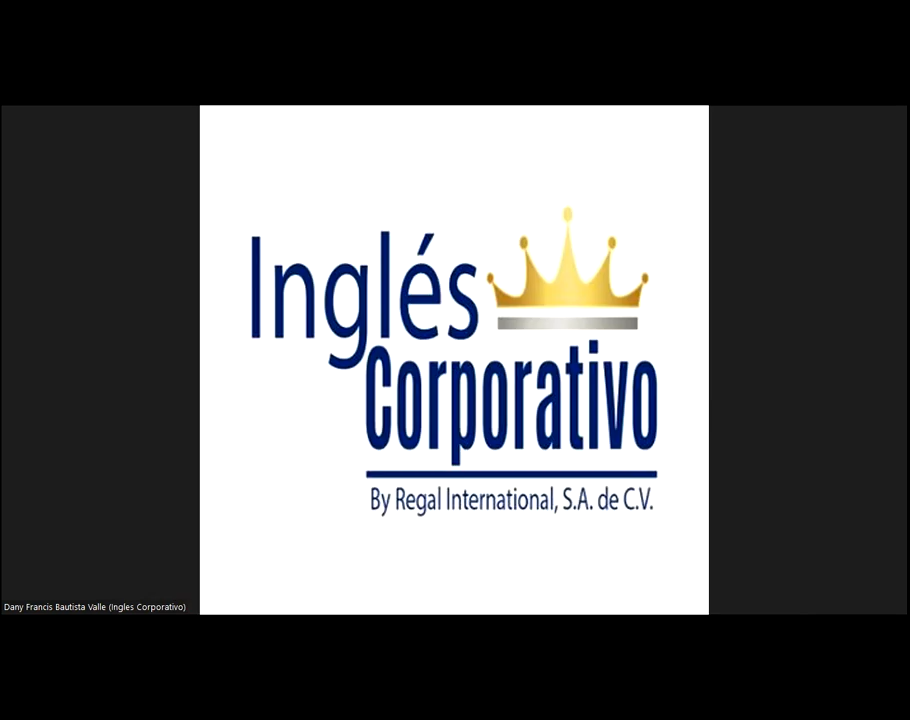 Inglés
Corporativo
By Regal International, S.A. de C.V.
Dany Francis Bautista Valle (Ingles Corporativo)